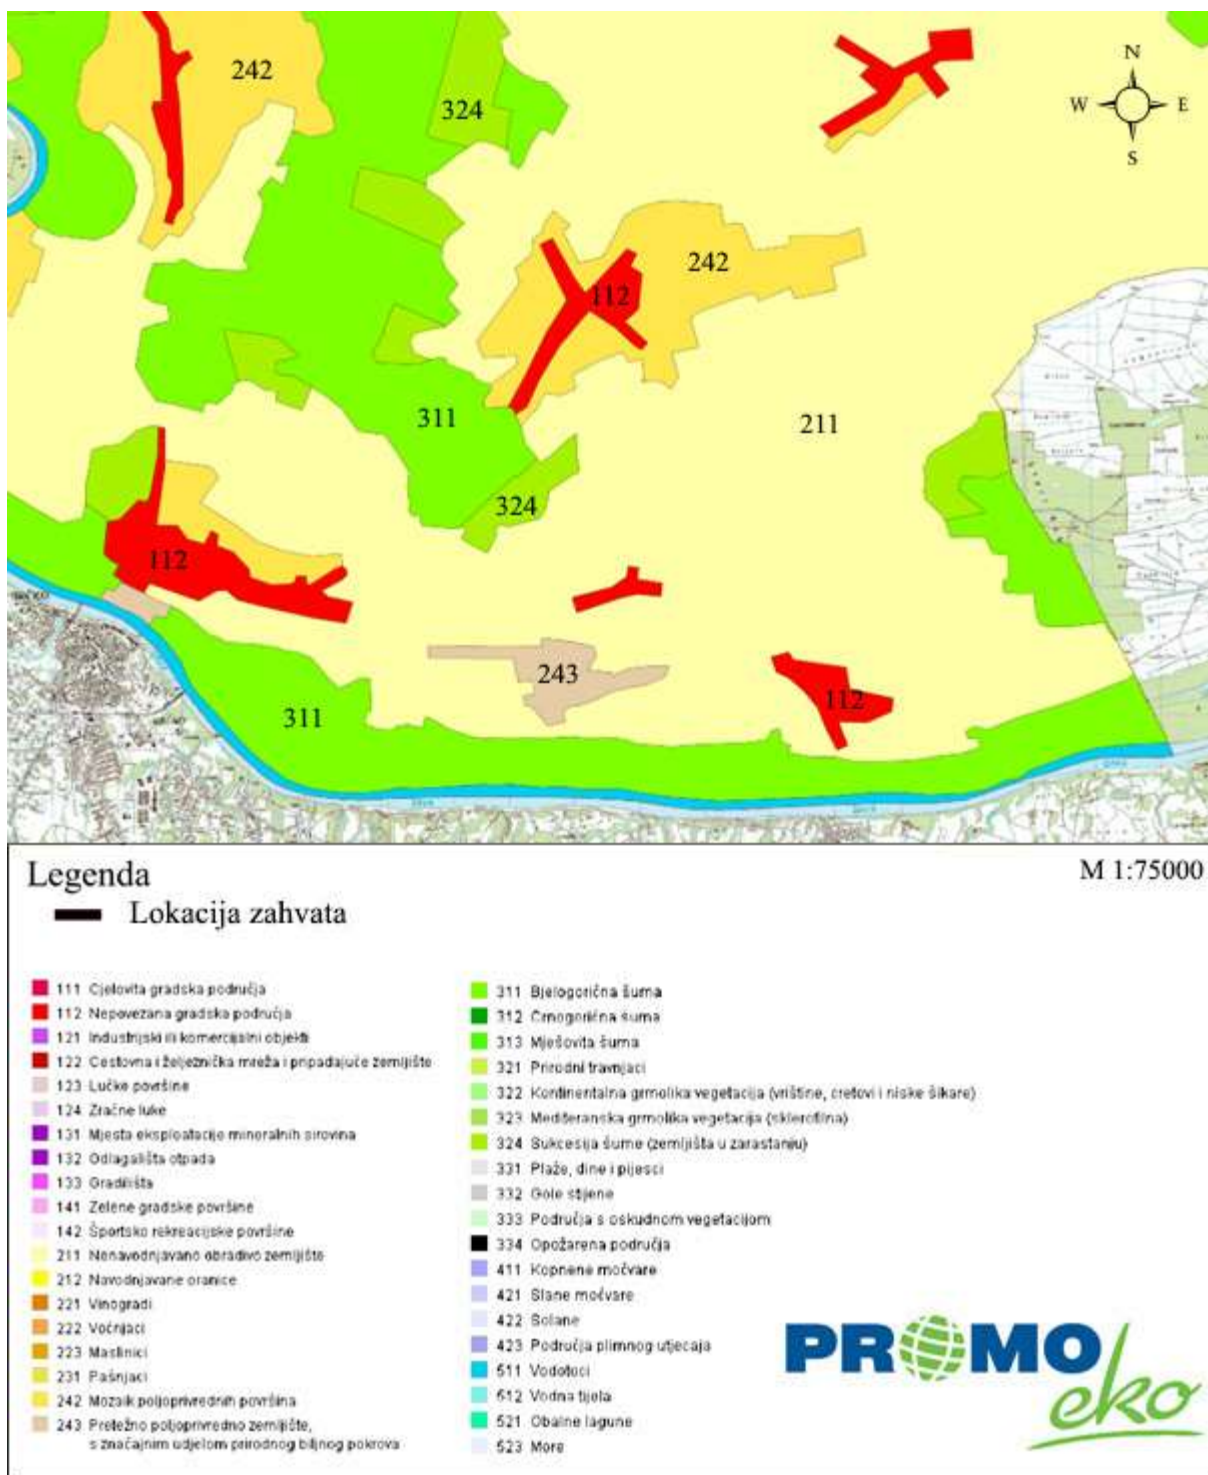 242
324
N
W E
S
242
112
311
211
324
112
243
112
311
Legenda
M 1:75000
Lokacija zahvata
111 Cjelovita gradska područja
112 Nepovezana gradska područja
121 Industrijski ili komercijalni objekti
122 Cestovna i željeznička mreža i pripadajuće zemljište
123 Lučke površine
124 Zračne luke
131 Mjesta eksploatacije mineralnih sirovina
132 Odlagališta otpada
133 Gradilišta
141 Zelene gradske površine
142 Športsko rekreacijske površine
211 Nenavodnjavano obradivo zemljište
212 Navodnjavane oranice
221 Vinogradi
222 Voćnjaci
223 Maslinici
231 Pašnjaci
242 Mozaik poljoprivrednih površina
243 Pretežno poljoprivredno zemljište,
s značajnim udjelom prirodnog biljnog pokrova
311 Bjelogorična šuma
312 Crnogorična šuma
313 Mješovita šuma
321 Prirodni travnjaci
322 Kontinentalna grmolika vegetacija (vrištine, cretovi i niske šikare)
323 Mediteranska grmolika vegetacija (sklerofilna)
324 Sukcesija šume (zemljišta u zarastanju)
331 Plaže, dine i pijesci
332 Gole stijene
333 Područja s oskudnom vegetacijom
334 Opožarena područja
411 Kopnene močvare
421 Slane močvare
422 Solane
423 Područja plimnog utjecaja
511 Vodotoci
512 Vodna tijela
521 Obalne lagune
523 More
PROMO
eko